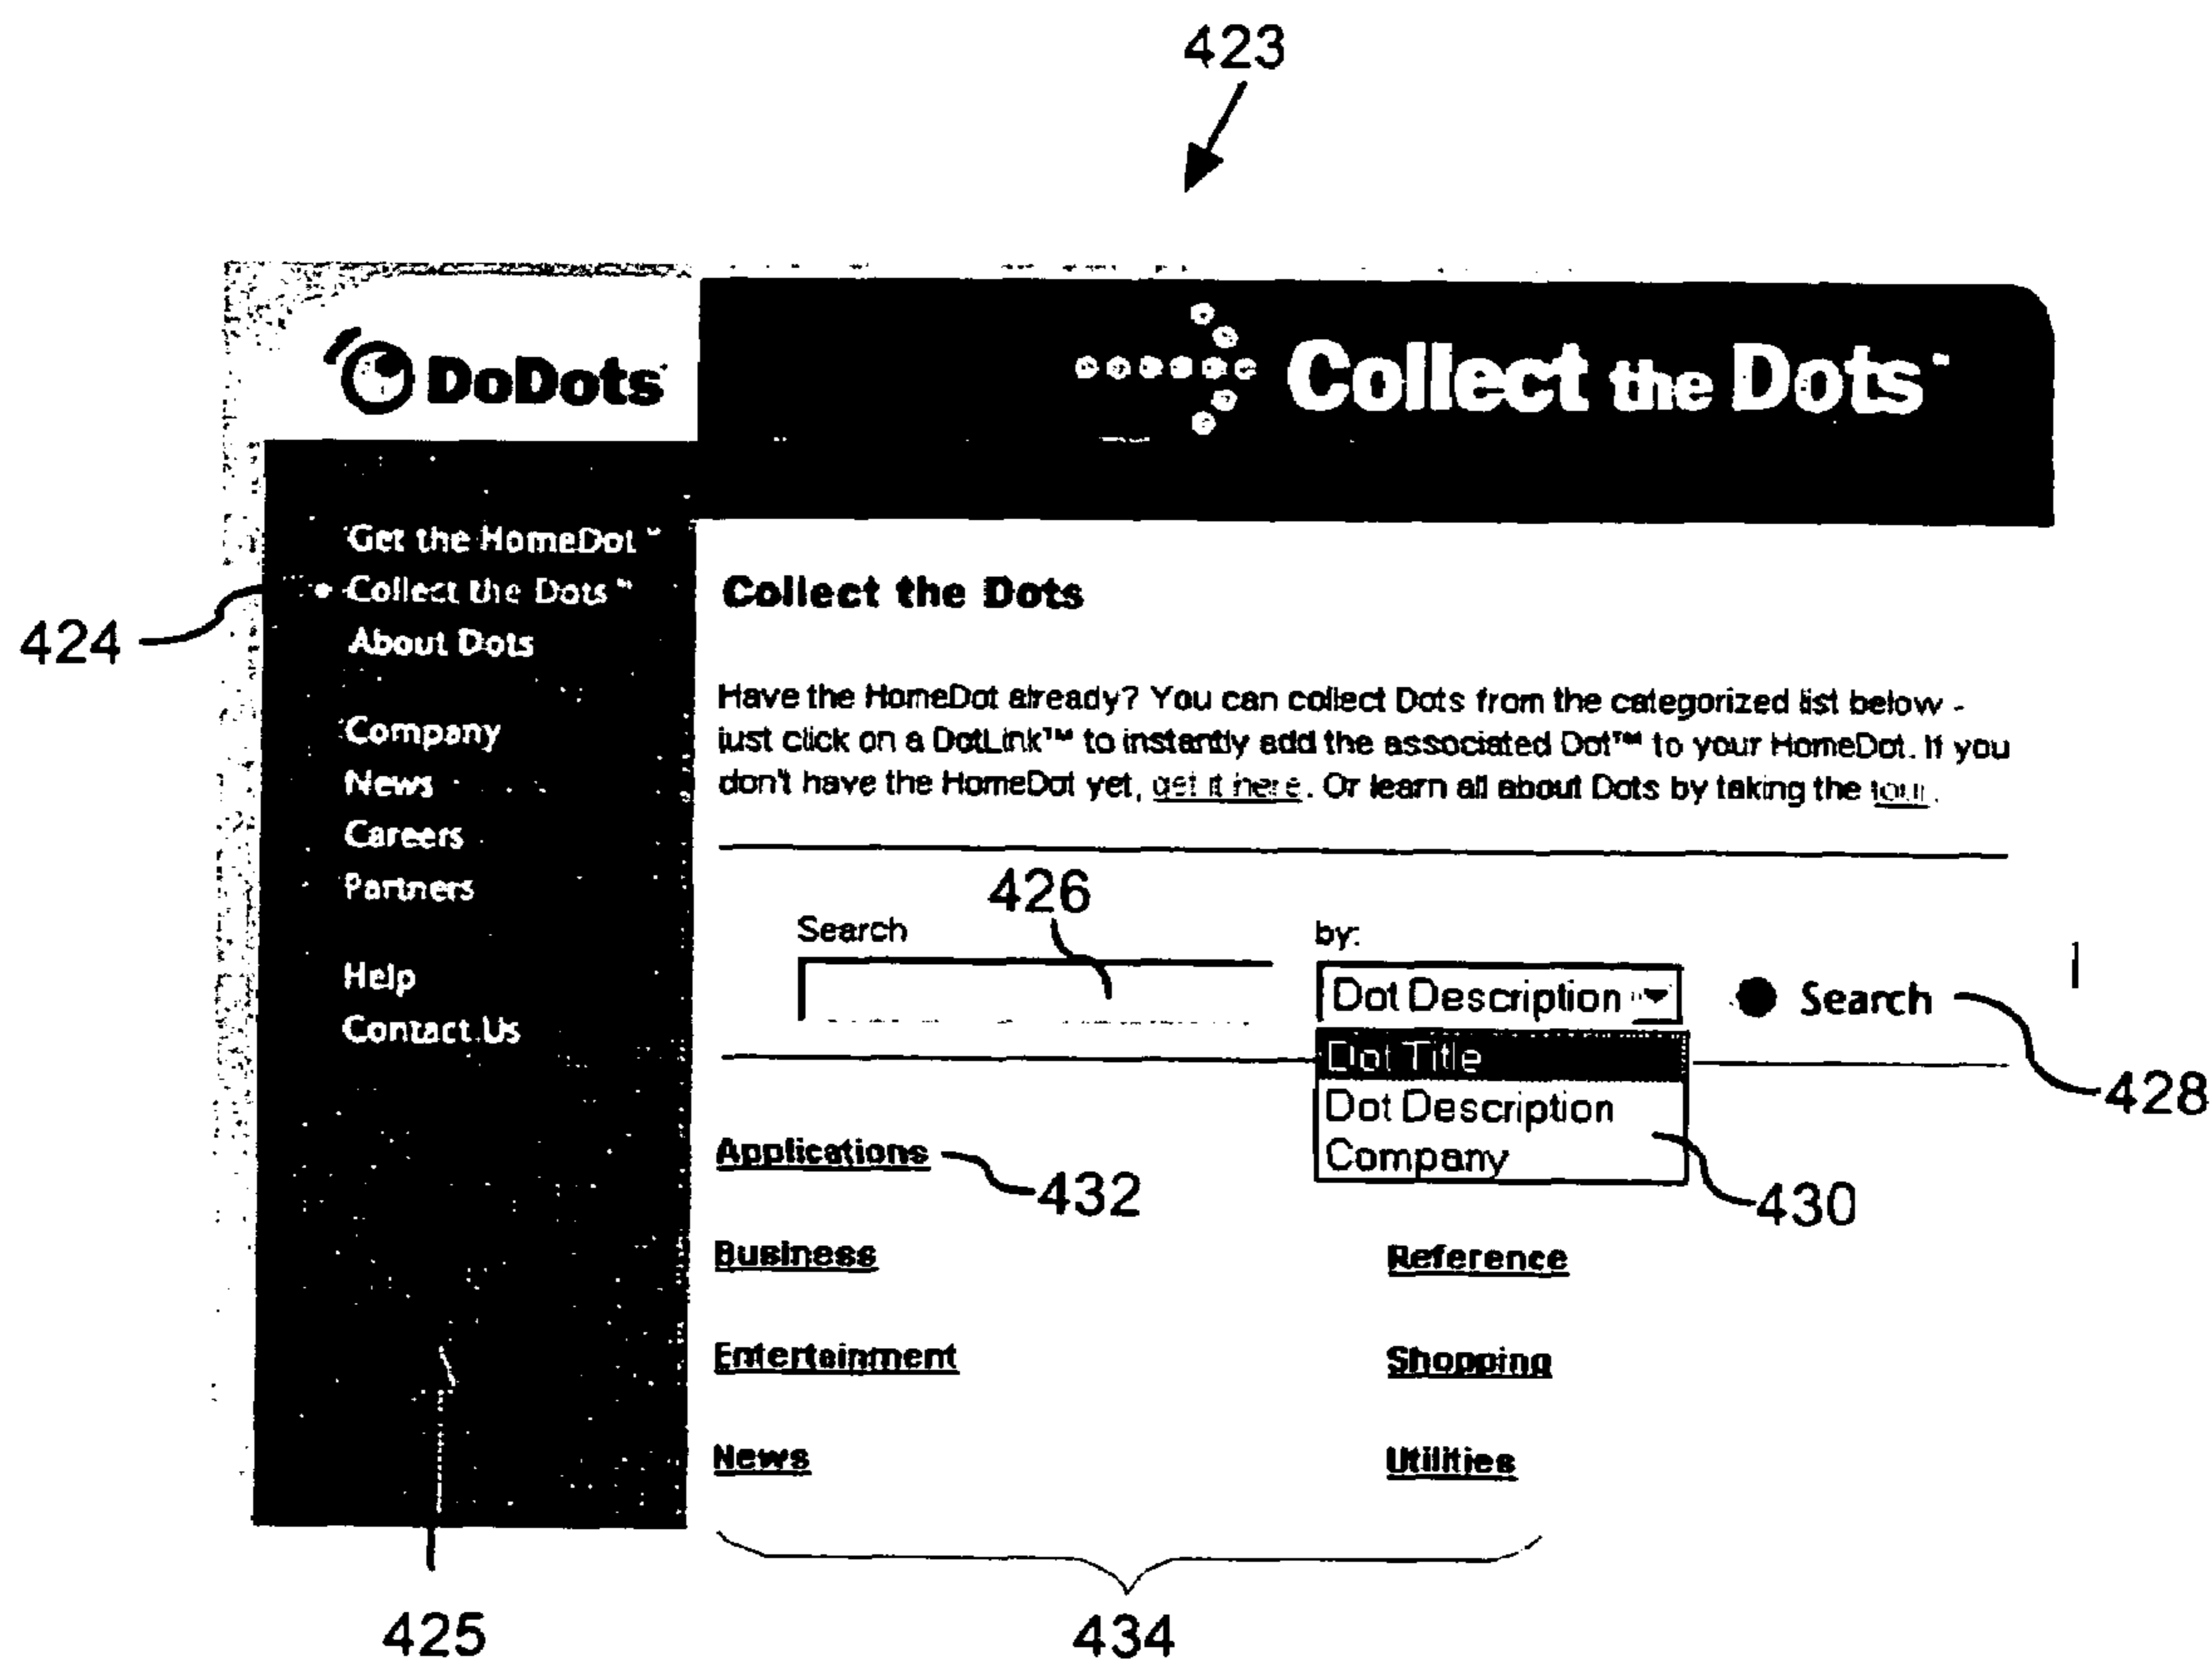 423
DoDots
Collect the Dots™
Get the HomeDot™
Collect the Dots™
About Dots
424
Company
News
Careers
Partners
Help
Contact Us
Collect the Dots
Have the HomeDot already? You can collect Dots from the categorized list below -
just click on a DotLink™ to instantly add the associated Dot™ to your HomeDot. If you
don't have the HomeDot yet, get it here. Or learn all about Dots by taking the tour.
426
Search
by:
Dot Description
Search
428
Dot Title
Dot Description
Company
430
Applications
432
Business
Reference
Entertainment
Shopping
News
Utilities
425
434